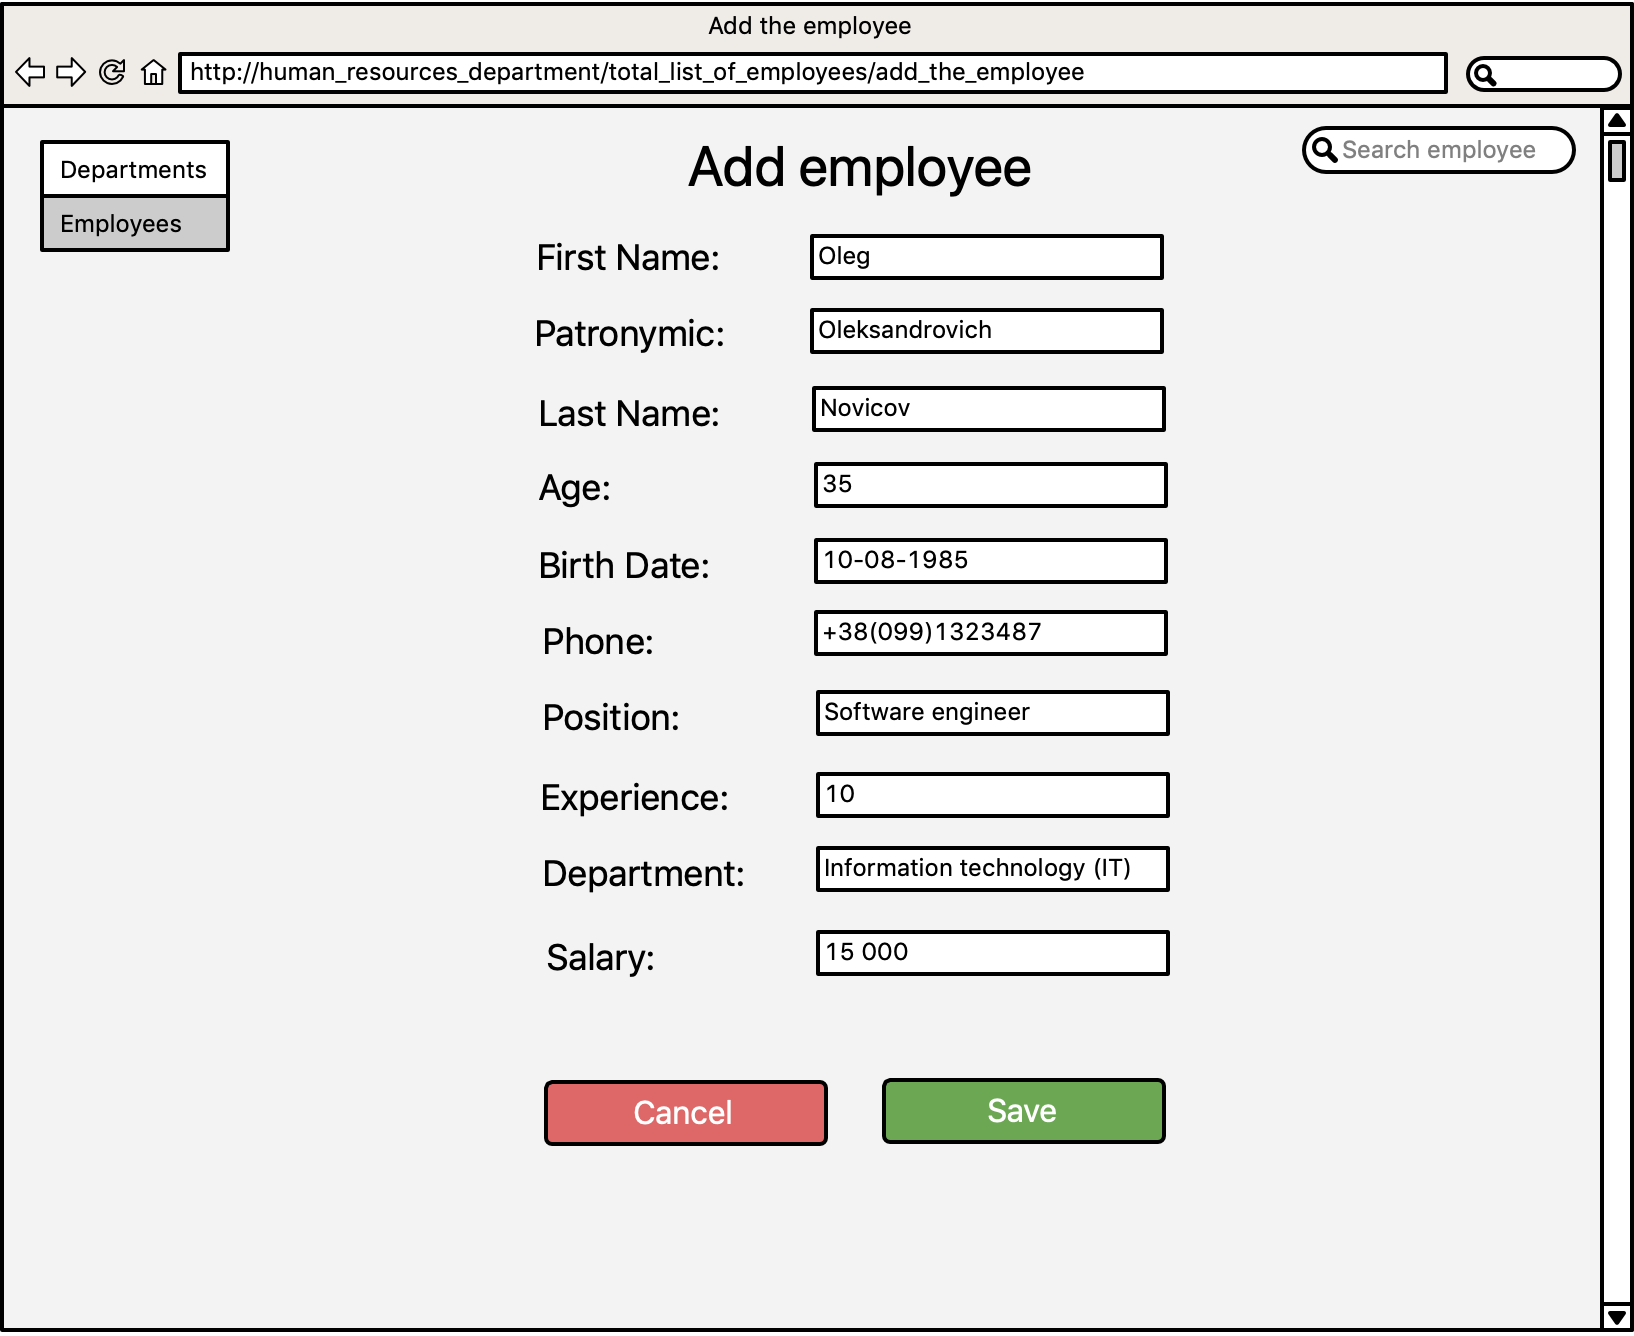 Add the employee
http://human_resources_department/total_list_of_employees/add_the_employee
Departments
Employees
Add employee
Search employee
First Name: Oleg
Patronymic: Oleksandrovich
Last Name: Novicov
Age: 35
Birth Date: 10-08-1985
Phone: +38(099)1323487
Position: Software engineer
Experience: 10
Department: Information technology (IT)
Salary: 15 000
Cancel Save